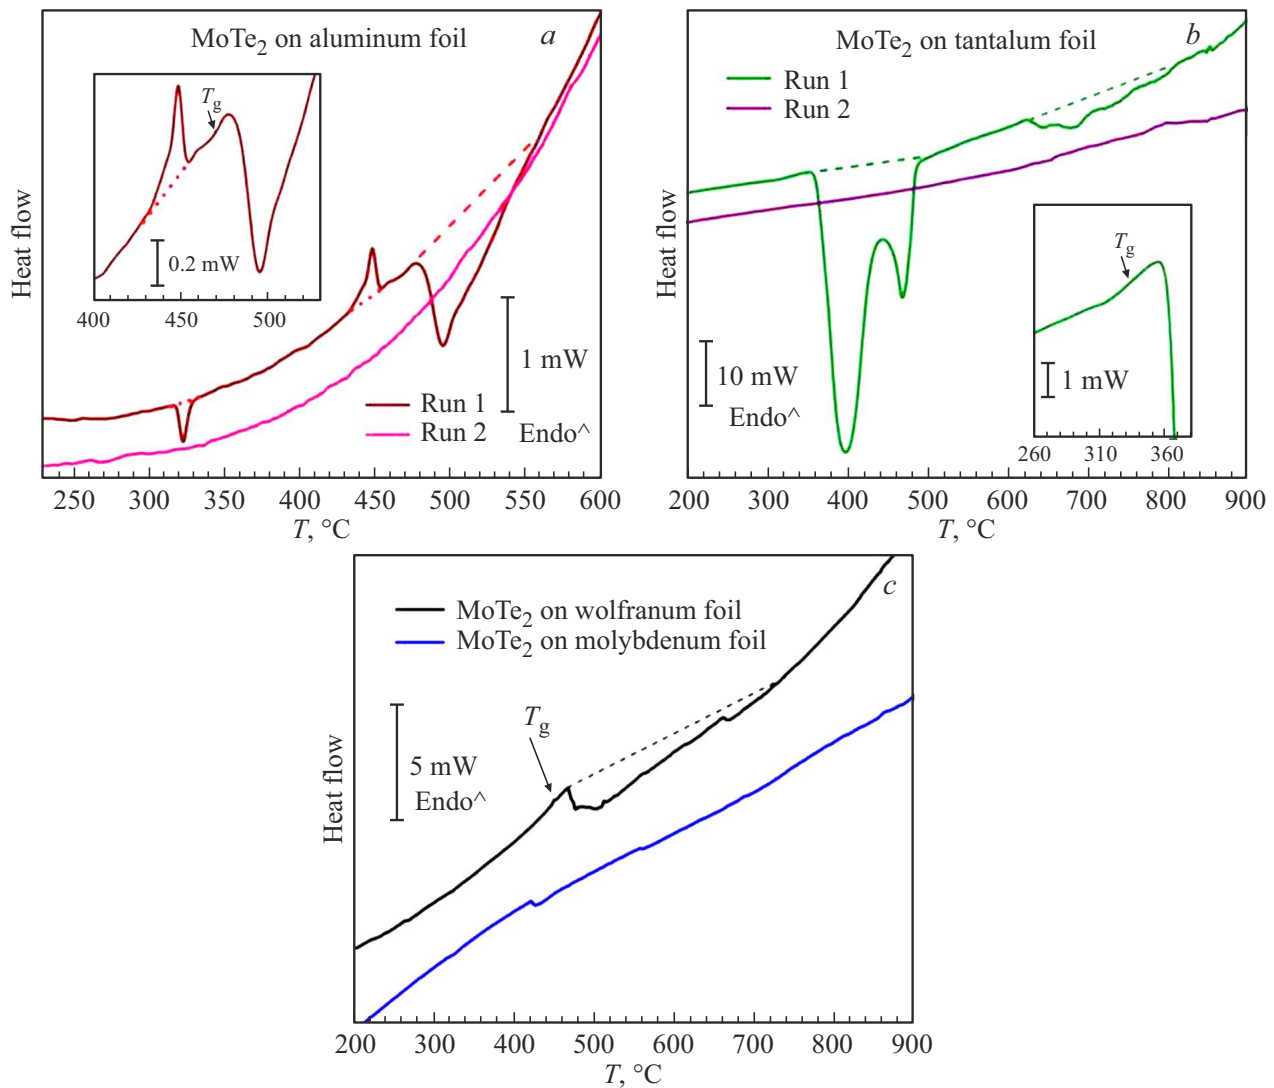 MoTe2 on aluminum foil
a
Tg
0.2 mW
400 450 500
Heat flow
1 mW
Endo^
Run 1
Run 2
250 300 350 400 450 500 550 600
T, °C
MoTe2 on tantalum foil
b
Run 1
Run 2
Heat flow
10 mW
Endo^
Tg
1 mW
260 310 360
200 300 400 500 600 700 800 900
T, °C
c
MoTe2 on wolfranum foil
MoTe2 on molybdenum foil
Tg
5 mW
Endo^
Heat flow
200 300 400 500 600 700 800 900
T, °C